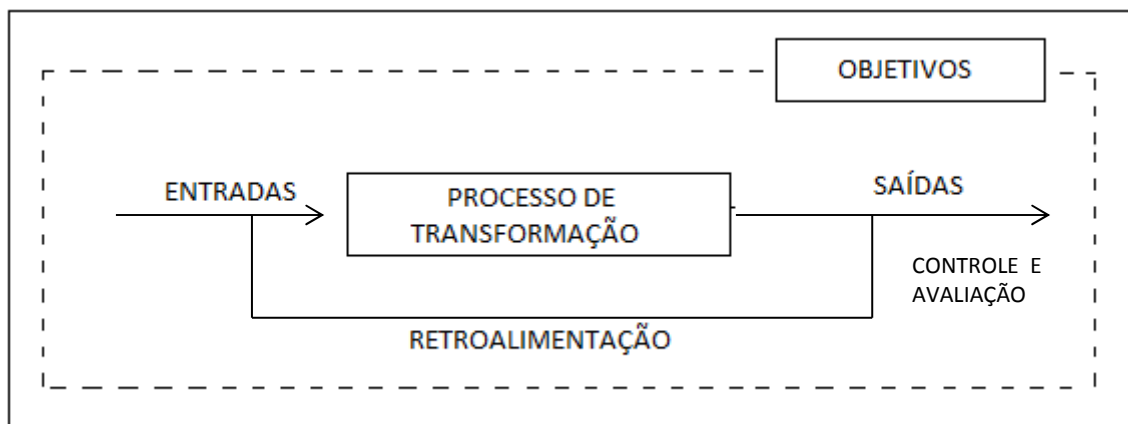 OBJETIVOS
ENTRADAS
PROCESSO DE
TRANSFORMAÇÃO
SAÍDAS
CONTROLE E
AVALIAÇÃO
RETROALIMENTAÇÃO